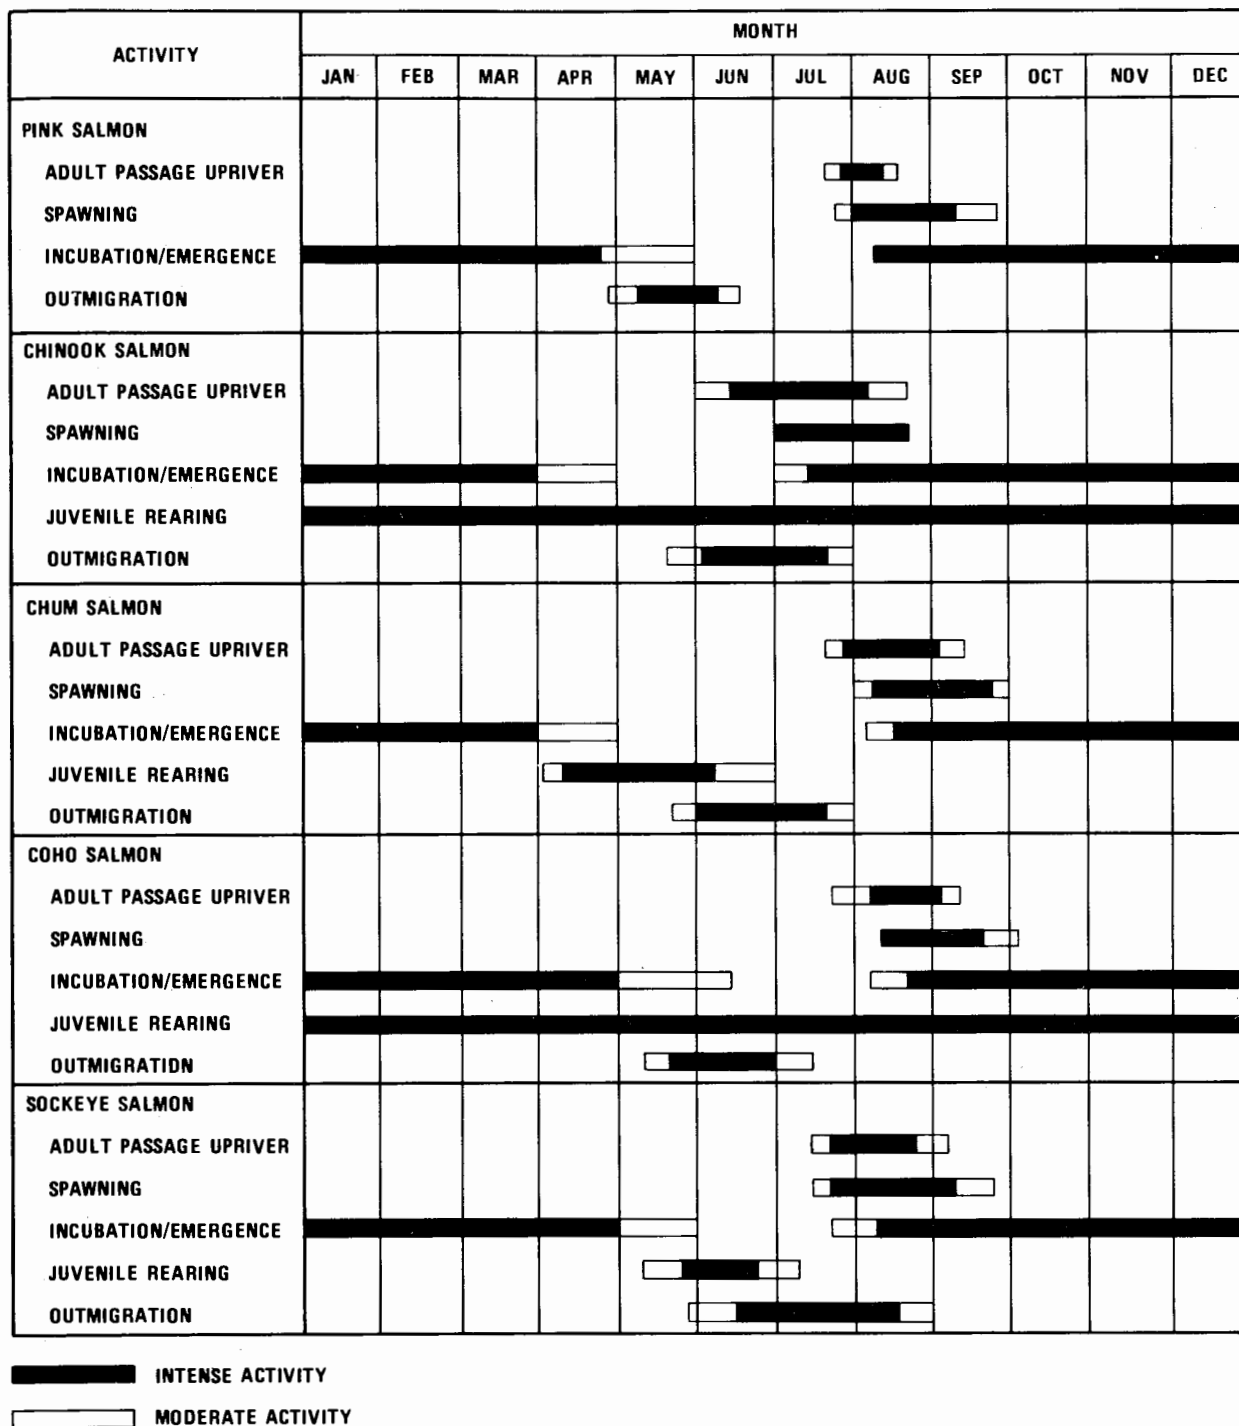 ACTIVITY
MONTH
JAN FEB MAR APR MAY JUN JUL AUG SEP OCT NOV DEC
PINK SALMON
ADULT PASSAGE UPRIVER
SPAWNING
INCUBATION/EMERGENCE
OUTMIGRATION
CHINOOK SALMON
ADULT PASSAGE UPRIVER
SPAWNING
INCUBATION/EMERGENCE
JUVENILE REARING
OUTMIGRATION
CHUM SALMON
ADULT PASSAGE UPRIVER
SPAWNING
INCUBATION/EMERGENCE
JUVENILE REARING
OUTMIGRATION
COHO SALMON
ADULT PASSAGE UPRIVER
SPAWNING
INCUBATION/EMERGENCE
JUVENILE REARING
OUTMIGRATION
SOCKEYE SALMON
ADULT PASSAGE UPRIVER
SPAWNING
INCUBATION/EMERGENCE
JUVENILE REARING
OUTMIGRATION
INTENSE ACTIVITY
MODERATE ACTIVITY